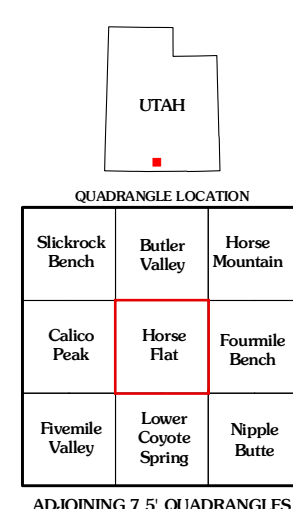 UTAH
QUADRANGLE LOCATION
Slickrock Bench
Butler Valley
Horse Mountain
Calico Peak
Horse Flat
Fourmile Bench
Fivemile Valley
Lower Coyote Spring
Nipple Butte
ADJOINING 7.5' QUADRANGLES